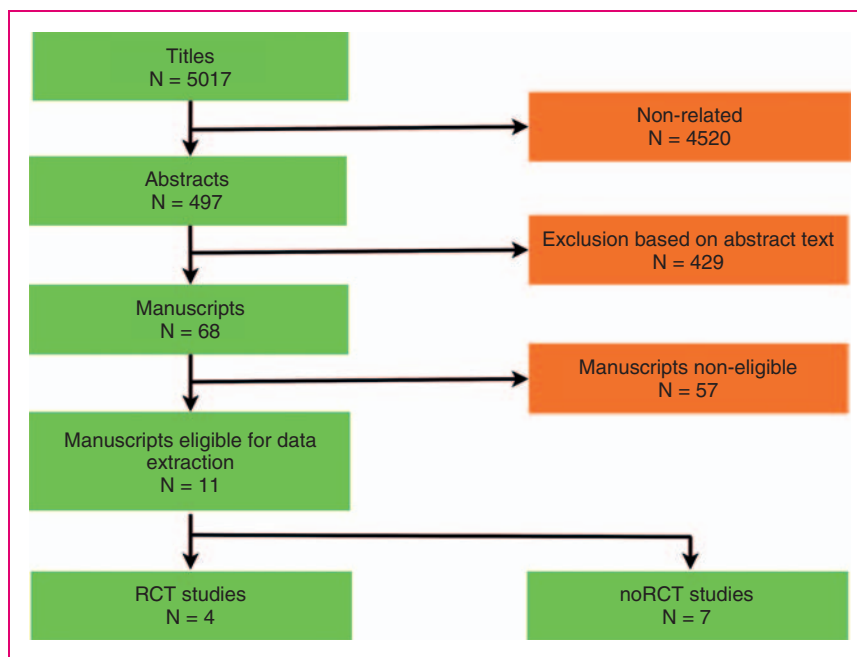 Titles
N = 5017
Non-related
N = 4520
Abstracts
N = 497
Exclusion based on abstract text
N = 429
Manuscripts
N = 68
Manuscripts non-eligible
N = 57
Manuscripts eligible for data
extraction
N = 11
RCT studies
N = 4
noRCT studies
N = 7